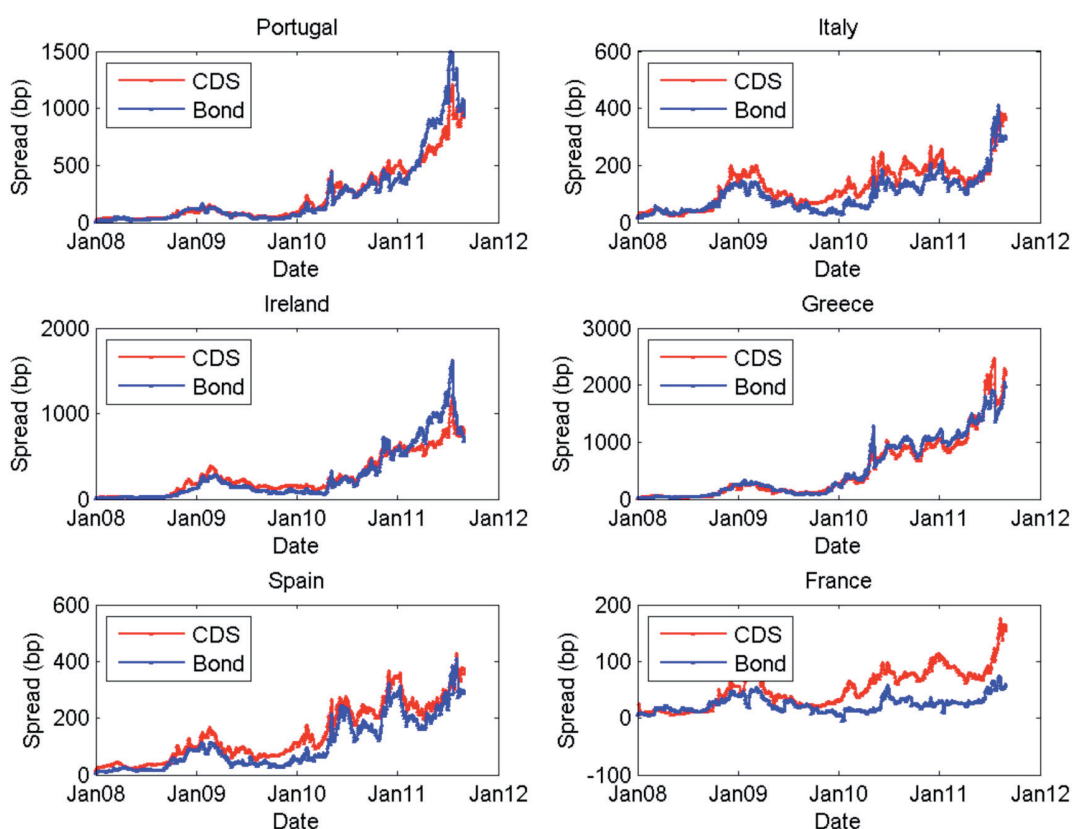 Portugal
1500
1000
500
0
Spread (bp)
CDS
Bond
Jan08 Jan09 Jan10 Jan11 Jan12
Date
Italy
600
400
200
0
Spread (bp)
CDS
Bond
Jan08 Jan09 Jan10 Jan11 Jan12
Date
Ireland
2000
1000
0
Spread (bp)
CDS
Bond
Jan08 Jan09 Jan10 Jan11 Jan12
Date
Greece
3000
2000
1000
0
Spread (bp)
CDS
Bond
Jan08 Jan09 Jan10 Jan11 Jan12
Date
Spain
600
400
200
0
Spread (bp)
CDS
Bond
Jan08 Jan09 Jan10 Jan11 Jan12
Date
France
200
100
0
-100
Spread (bp)
CDS
Bond
Jan08 Jan09 Jan10 Jan11 Jan12
Date